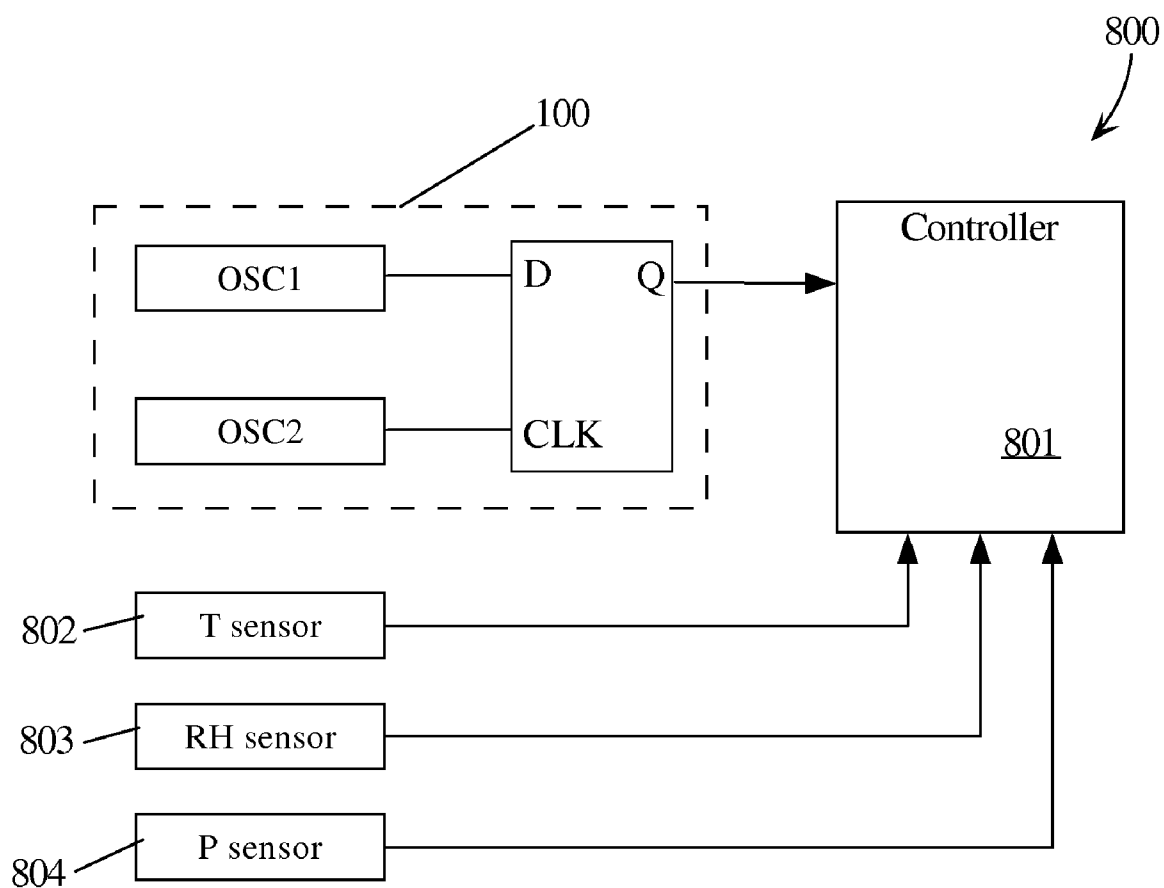 800
100
Controller
OSC1
D
Q
OSC2
CLK
801
802
T sensor
803
RH sensor
804
P sensor